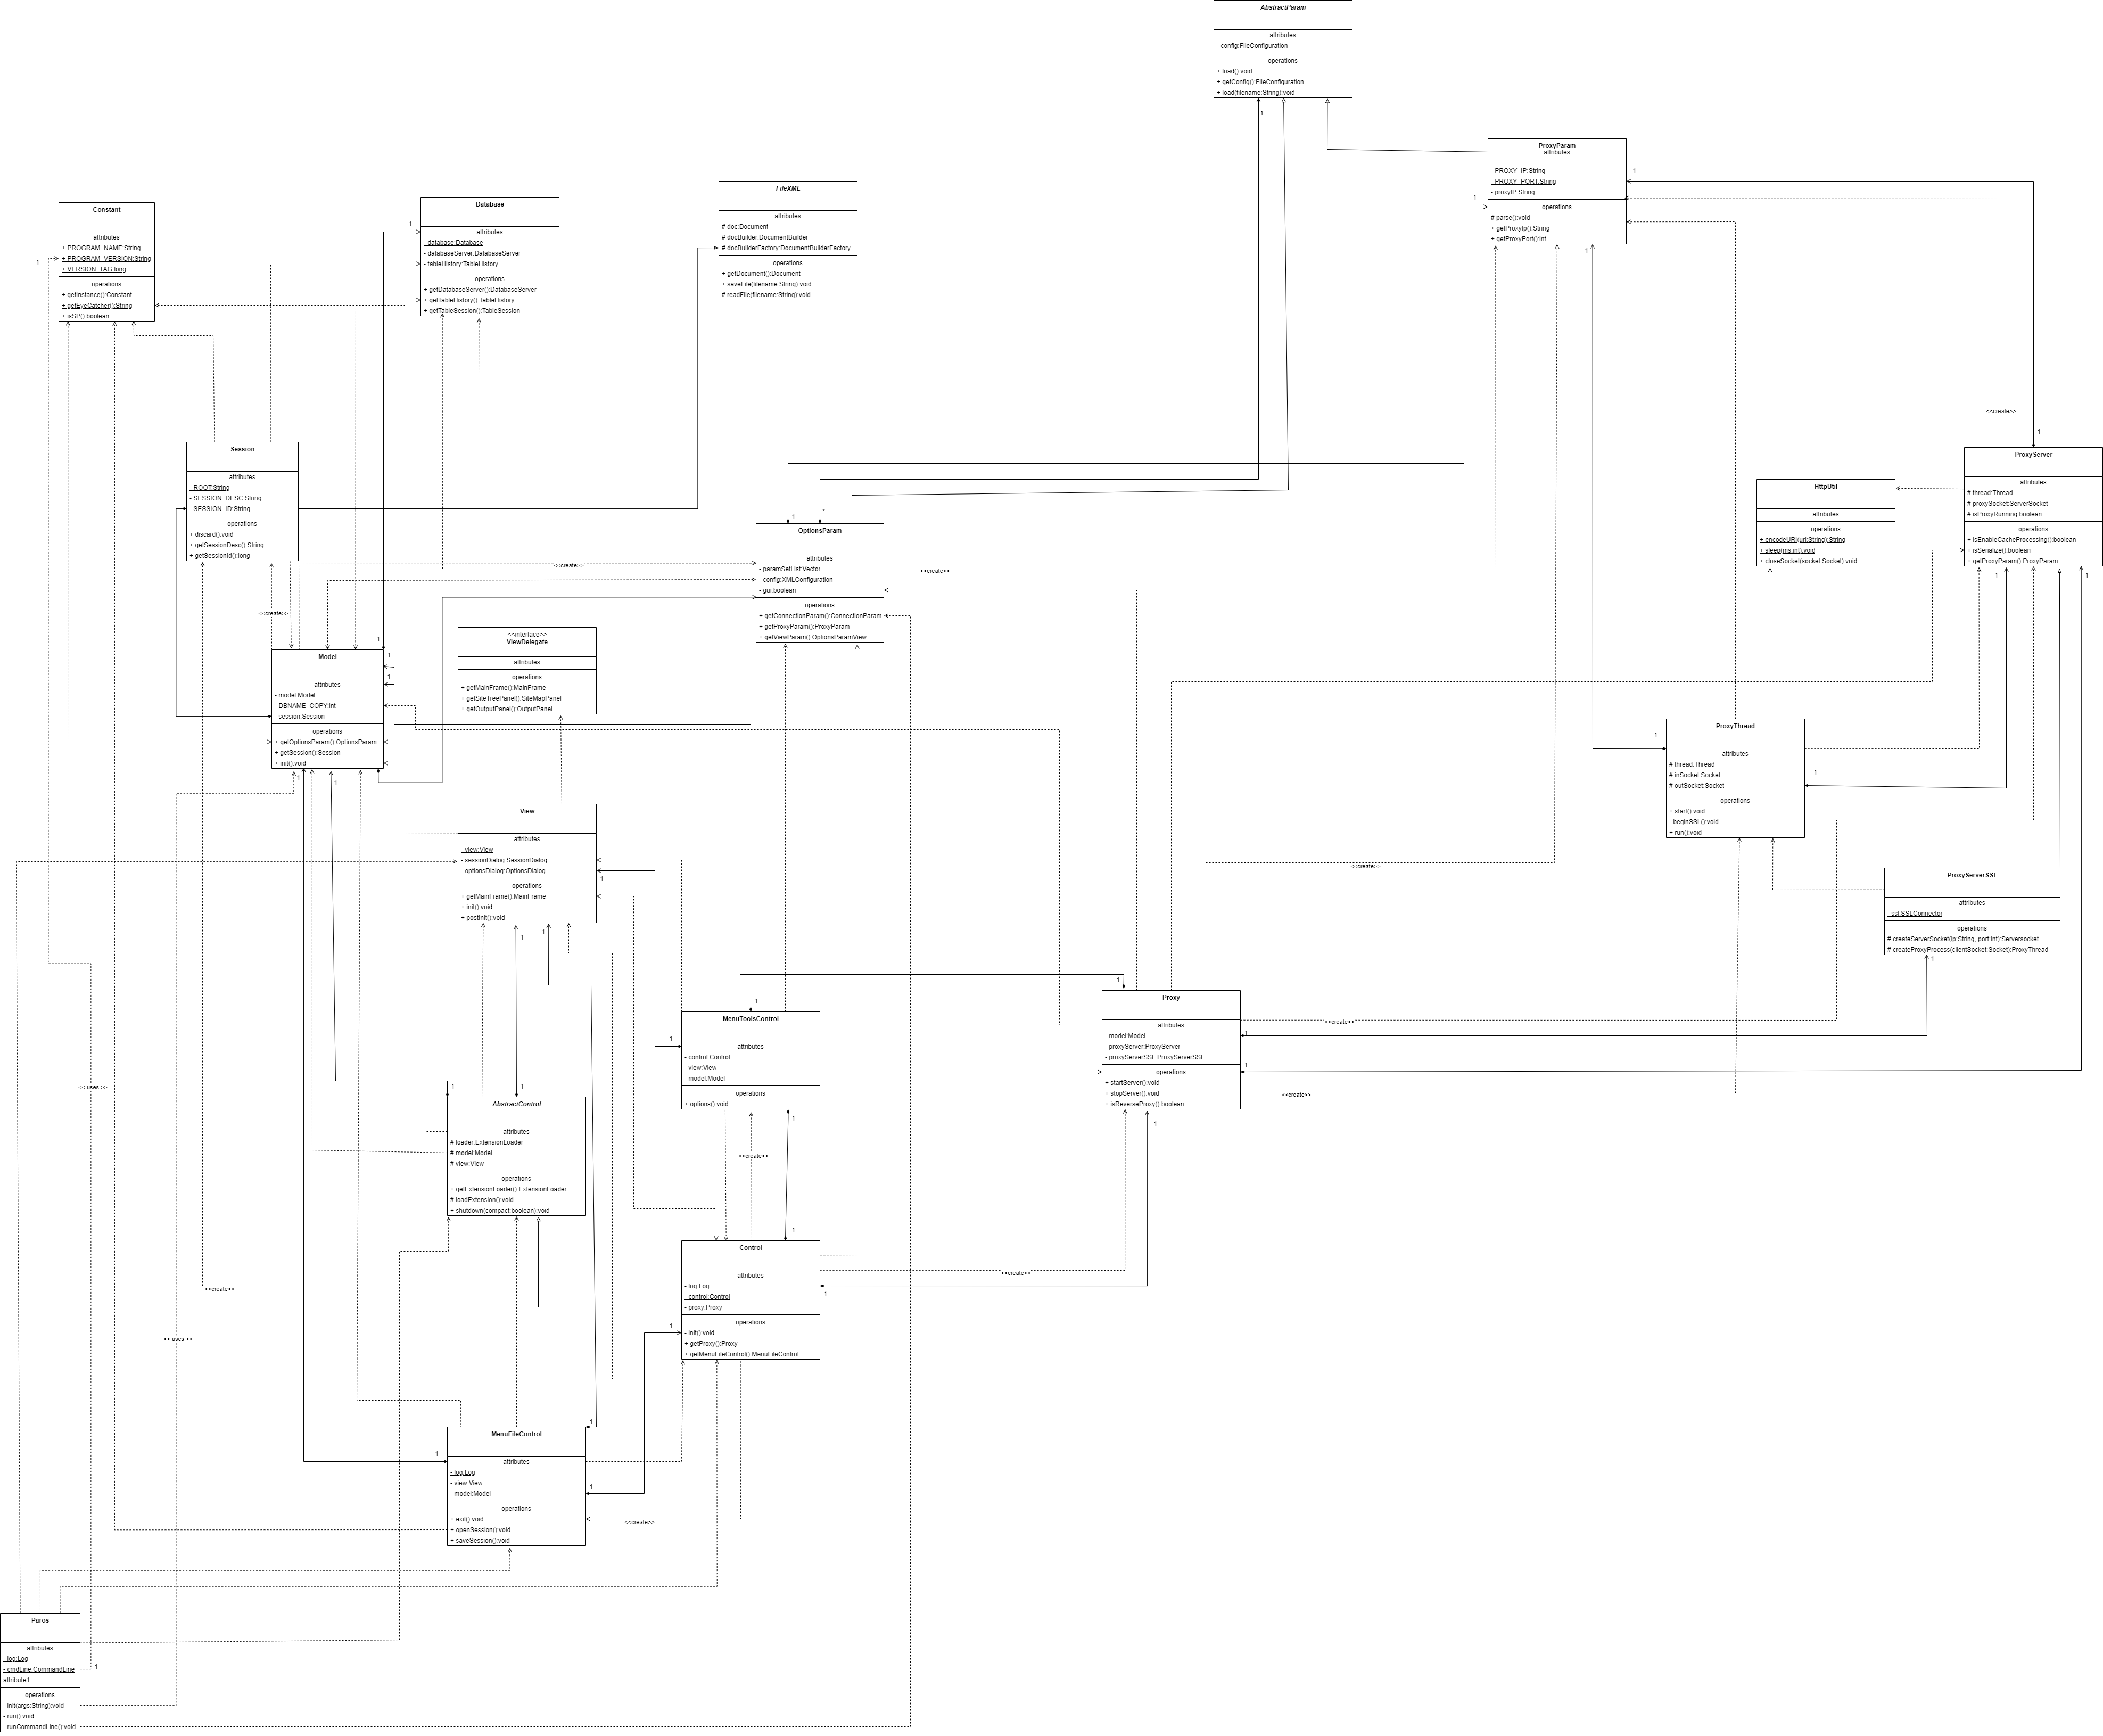 AbstractParam
attributes
- config:FileConfiguration
operations
+ load():void
+ getConfig():FileConfiguration
+ load(filename:String):void
1
ProxyParam
attributes
- PROXY_IP:String
- PROXY_PORT:String
- proxyIP:String
operations
# parse():void
+ getProxyIp():String
+ getProxyPort():int
1
1
1
FileXML
attributes
# doc:Document
# docBuilder:DocumentBuilder
# docBuilderFactory:DocumentBuilderFactory
operations
+ getDocument():Document
+ saveFile(filename:String):void
# readFile(filename:String):void
Database
attributes
- database:Database
- databaseServer:DatabaseServer
- tableHistory:TableHistory
operations
+ getDatabaseServer():DatabaseServer
+ getTableHistory():TableHistory
+ getTableSession():TableSession
1
Constant
attributes
+ PROGRAM_NAME:String
+ PROGRAM_VERSION:String
+ VERSION_TAG:long
operations
+ getInstance():Constant
+ getEyeCatcher():String
+ isSP():boolean
1
<<create>>
1
Session
attributes
- ROOT:String
- SESSION_DESC:String
- SESSION_ID:String
operations
+ discard():void
+ getSessionDesc():String
+ getSessionId():long
ProxyServer
attributes
# thread:Thread
# proxySocket:ServerSocket
# isProxyRunning:boolean
operations
+ isEnableCacheProcessing():boolean
+ isSerialize():boolean
+ getProxyParam():ProxyParam
1
1
HttpUtil
attributes
operations
+ encodeURI(uri:String):String
+ sleep(ms:int):void
+ closeSocket(socket:Socket):void
1
*
OptionsParam
attributes
- paramSetList:Vector
- config:XMLConfiguration
- gui:boolean
operations
+ getConnectionParam():ConnectionParam
+ getProxyParam():ProxyParam
+ getViewParam():OptionsParamView
<<create>>
<<create>>
<<create>>
1
1
1
Model
attributes
- model:Model
- DBNAME_COPY:int
- session:Session
operations
+ getOptionsParam():OptionsParam
+ getSession():Session
+ init():void
1
1
<<interface>>
ViewDelegate
attributes
operations
+ getMainFrame():MainFrame
+ getSiteTreePanel():SiteMapPanel
+ getOutputPanel():OutputPanel
ProxyThread
attributes
# thread:Thread
# inSocket:Socket
# outSocket:Socket
operations
+ start():void
- beginSSL():void
+ run():void
1
1
View
attributes
- view:View
- sessionDialog:SessionDialog
- optionsDialog:OptionsDialog
operations
+ getMainFrame():MainFrame
+ init():void
+ postInit():void
1
1
1
<<create>>
ProxyServerSSL
attributes
- ssl:SSLConnector
operations
# createServerSocket(ip:String, port:int):Serversocket
# createProxyProcess(clientSocket:Socket):ProxyThread
1
1
Proxy
attributes
- model:Model
- proxyServer:ProxyServer
- proxyServerSSL:ProxyServerSSL
operations
+ startServer():void
+ stopServer():void
+ isReverseProxy():boolean
<<create>>
1
1
<<create>>
1
1
1
MenuToolsControl
attributes
- control:Control
- view:View
- model:Model
operations
+ options():void
1
<< uses >>
1
1
AbstractControl
attributes
# loader:ExtensionLoader
# model:Model
# view:View
operations
+ getExtensionLoader():ExtensionLoader
# loadExtension():void
+ shutdown(compact:boolean):void
<<create>>
1
Control
attributes
- log:Log
- control:Control
- proxy:Proxy
operations
- init():void
+ getProxy():Proxy
+ getMenuFileControl():MenuFileControl
<<create>>
<<create>>
1
1
<< uses >>
1
1
MenuFileControl
attributes
- log:Log
- view:View
- model:Model
operations
+ exit():void
+ openSession():void
+ saveSession():void
1
<<create>>
Paros
attributes
- log:Log
- cmdLine:CommandLine
attribute1
operations
- init(args:String):void
- run():void
- runCommandLine():void
1